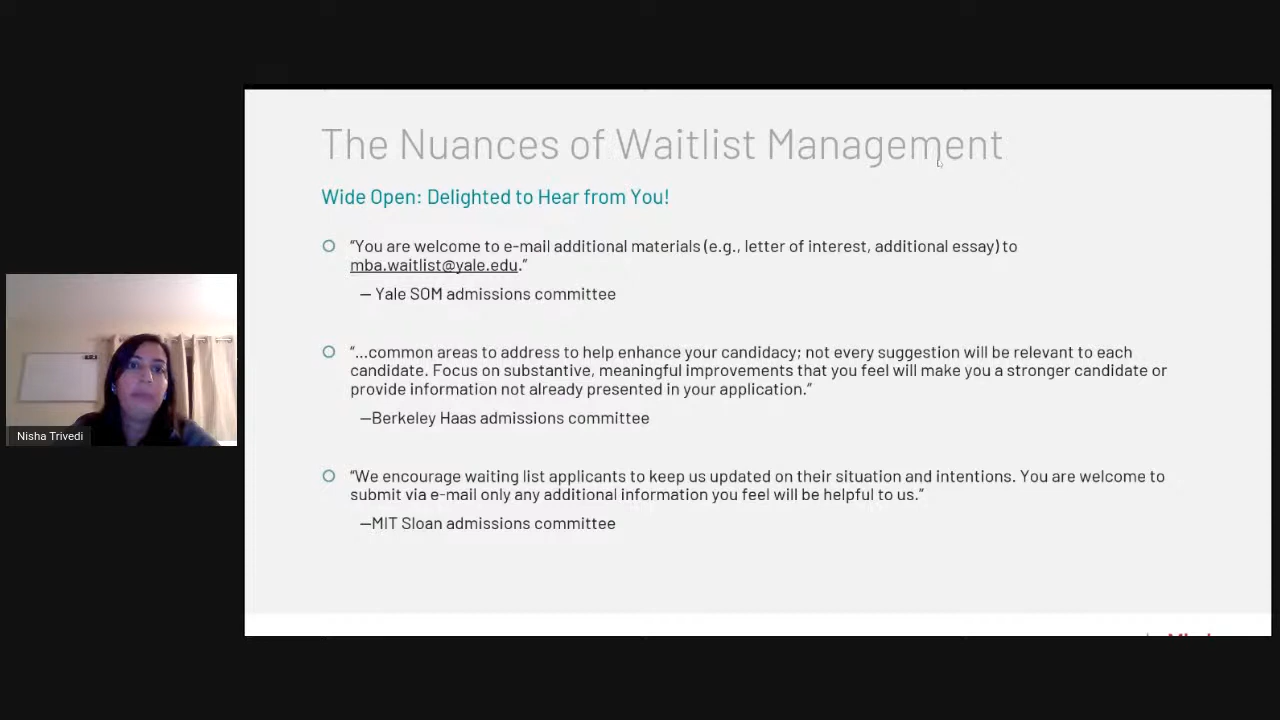 The Nuances of Waitlist Management
Wide Open: Delighted to Hear from You!
“You are welcome to e-mail additional materials (e.g., letter of interest, additional essay) to
mba.waitlist@yale.edu.”
— Yale SOM admissions committee
“...common areas to address to help enhance your candidacy; not every suggestion will be relevant to each
candidate. Focus on substantive, meaningful improvements that you feel will make you a stronger candidate or
provide information not already presented in your application.”
—Berkeley Haas admissions committee
Nisha Trivedi
“We encourage waiting list applicants to keep us updated on their situation and intentions. You are welcome to
submit via e-mail only any additional information you feel will be helpful to us.”
—MIT Sloan admissions committee